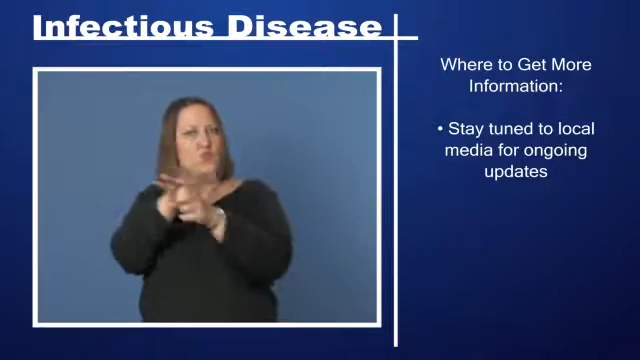 Infectious Disease
Where to Get More
Information:
• Stay tuned to local
media for ongoing
updates